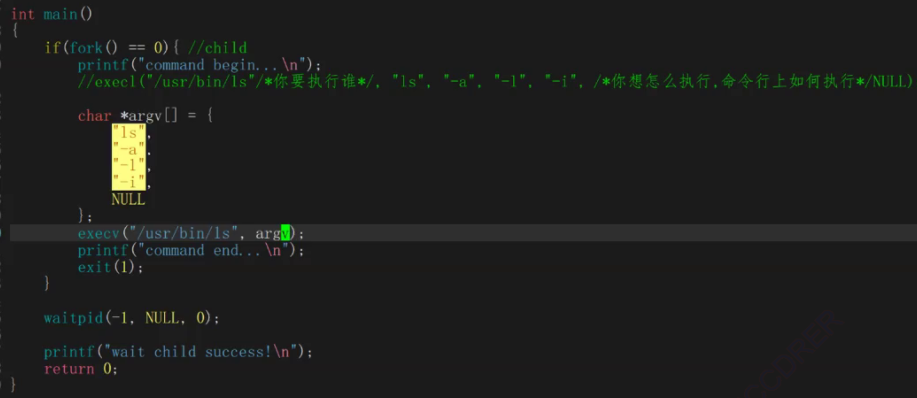 int main()
{
    if(fork() == 0){ //child
        printf("command begin...\n");
        //execl("/usr/bin/ls"/*你要执行谁*/, "ls", "-a", "-l", "-i", /*你想怎么执行,命令行上如何执行*/NULL)
        char *argv[] = {
            "ls",
            "-a",
            "-l",
            "-i",
            NULL
        };
        execv("/usr/bin/ls", argv);
        printf("command end...\n");
        exit(1);
    }
    waitpid(-1, NULL, 0);
    printf("wait child success!\n");
    return 0;
}